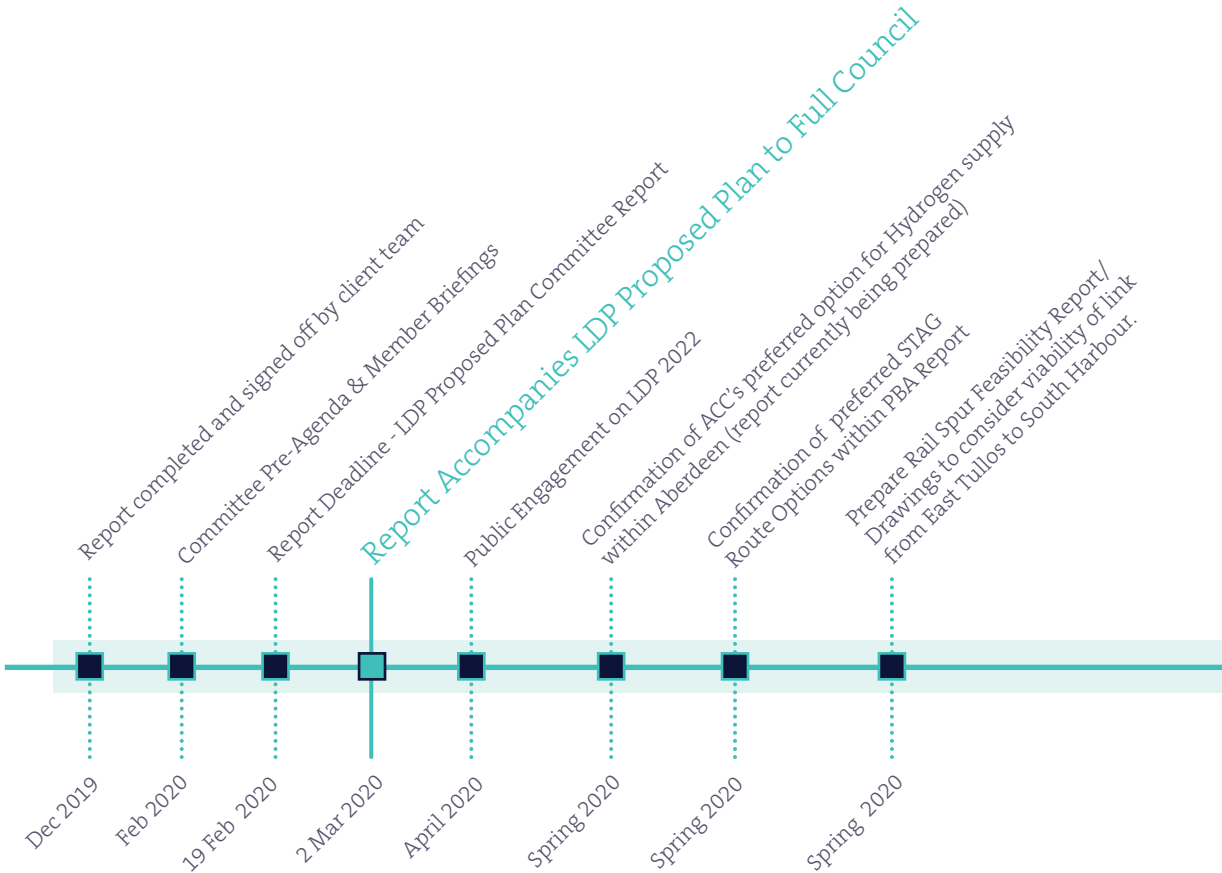 Report completed and signed off by client team
Committee Pre-Agenda & Member Briefings
Report Deadline - LDP Proposed Plan Committee Report
Report Accompanies LDP Proposed Plan to Full Council
Public Engagement on LDP 2022
Confirmation of ACC’s preferred option for Hydrogen supply
within Aberdeen (report currently being prepared)
Confirmation of preferred STAG
Route Options within PBA Report
Prepare Rail Spur Feasibility Report/
Drawings to consider viability of link
from East Tullos to South Harbour.
Dec 2019
Feb 2020
19 Feb 2020
2 Mar 2020
April 2020
Spring 2020
Spring 2020
Spring 2020